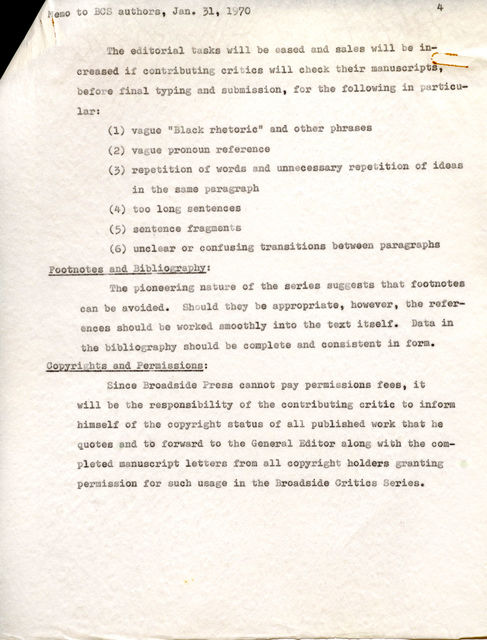 Memo to BCS authors, Jan. 31, 1970 4
The editorial tasks will be eased and sales will be in-
creased if contributing critics will check their manuscripts,
before final typing and submission, for the following in particu-
lar:
(1) vague "Black rhetoric" and other phrases
(2) vague pronoun reference
(3) repetition of words and unnecessary repetition of ideas
in the same paragraph
(4) too long sentences
(5) sentence fragments
(6) unclear or confusing transitions between paragraphs
Footnotes and Bibliography:
The pioneering nature of the series suggests that footnotes
can be avoided. Should they be appropriate, however, the refer-
ences should be worked smoothly into the text itself. Data in
the bibliography should be complete and consistent in form.
Copyrights and Permissions:
Since Broadside Press cannot pay permissions fees, it
will be the responsibility of the contributing critic to inform
himself of the copyright status of all published work that he
quotes and to forward to the General Editor along with the com-
pleted manuscript letters from all copyright holders granting
permission for such usage in the Broadside Critics Series.